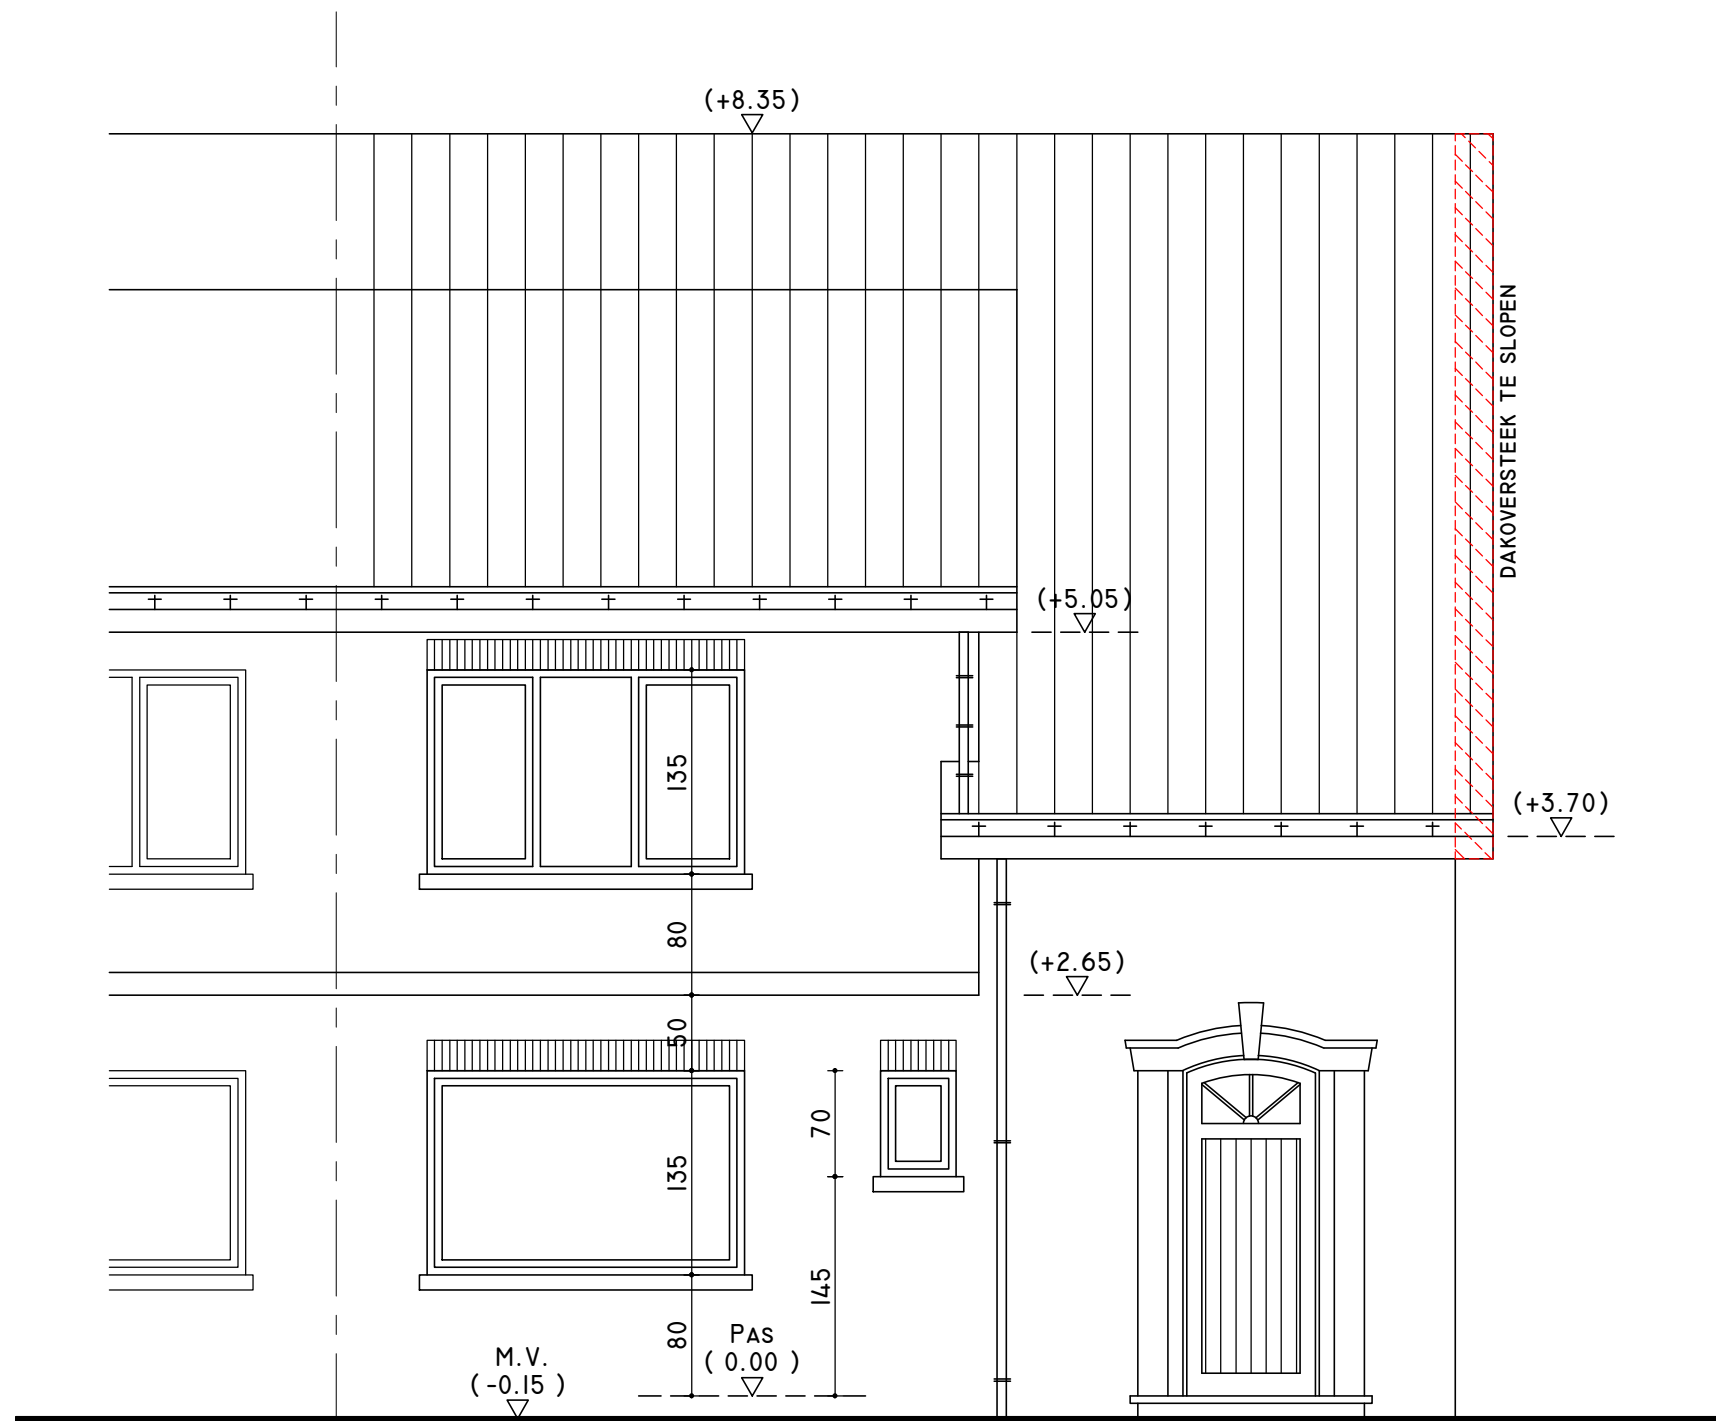 (+8.35)
DAKOVERSTEEK TE SLOPEN
(+5.05)
135
(+3.70)
80
(+2.65)
50
70
135
145
80
PAS
( 0.00 )
M.V.
( -0.15 )